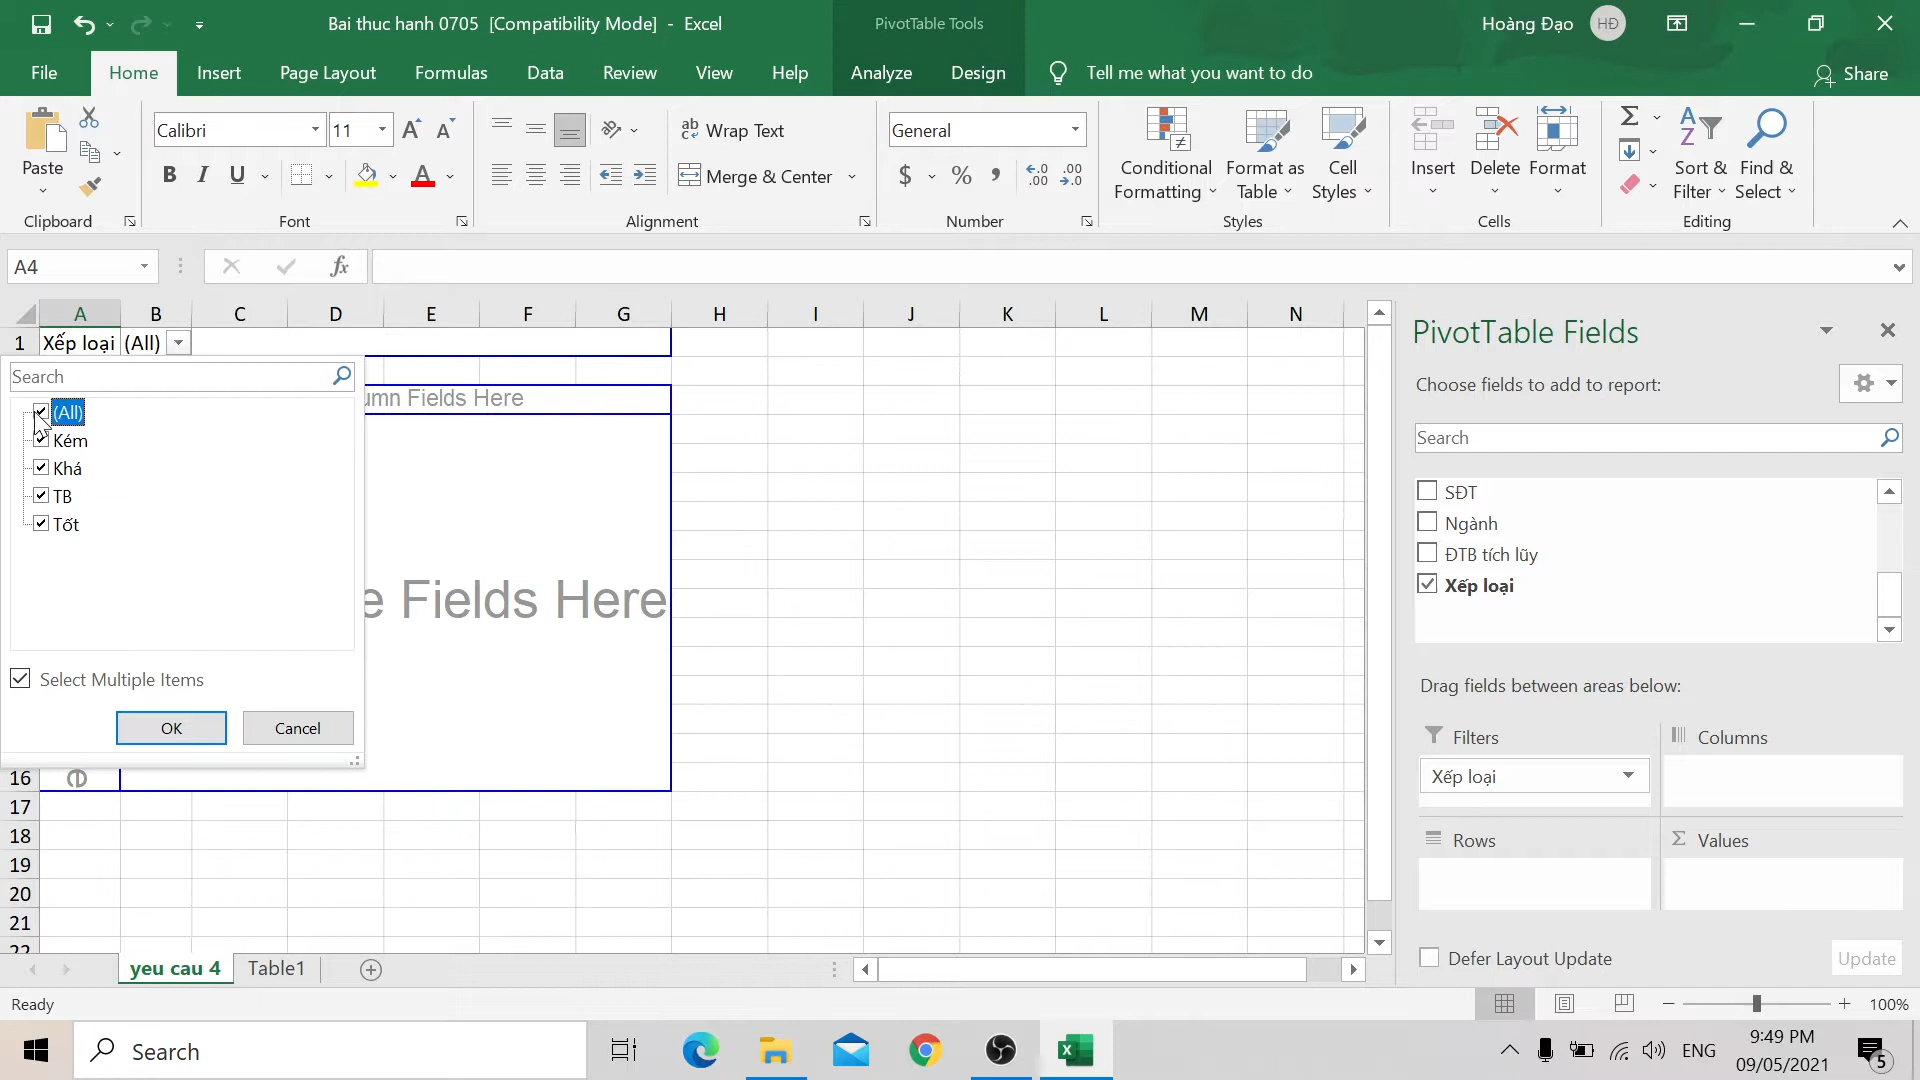 Bai thuc hanh 0705 [Compatibility Mode] - Excel
PivotTable Tools
Hoàng Đạo
HĐ
File
Home
Insert
Page Layout
Formulas
Data
Review
View
Help
Analyze
Design
Tell me what you want to do
Share
Paste
Clipboard
Calibri
11
B I U
Font
Wrap Text
Merge & Center
Alignment
General
$ % ,
Number
Conditional Formatting
Format as Table
Cell Styles
Styles
Insert
Delete
Format
Cells
Sort & Filter
Find & Select
Editing
A4
fx
A B C D E F G H I J K L M N
1 Xếp loại (All)
Search
(All)
Kém
Khá
TB
Tốt
Select Multiple Items
OK
Cancel
umn Fields Here
e Fields Here
16
17
18
19
20
21
22
PivotTable Fields
Choose fields to add to report:
Search
SĐT
Ngành
ĐTB tích lũy
Xếp loại
Drag fields between areas below:
Filters
Columns
Xếp loại
Rows
Values
Defer Layout Update
Update
yeu cau 4
Table1
Ready
100%
Search
ENG
9:49 PM
09/05/2021
5